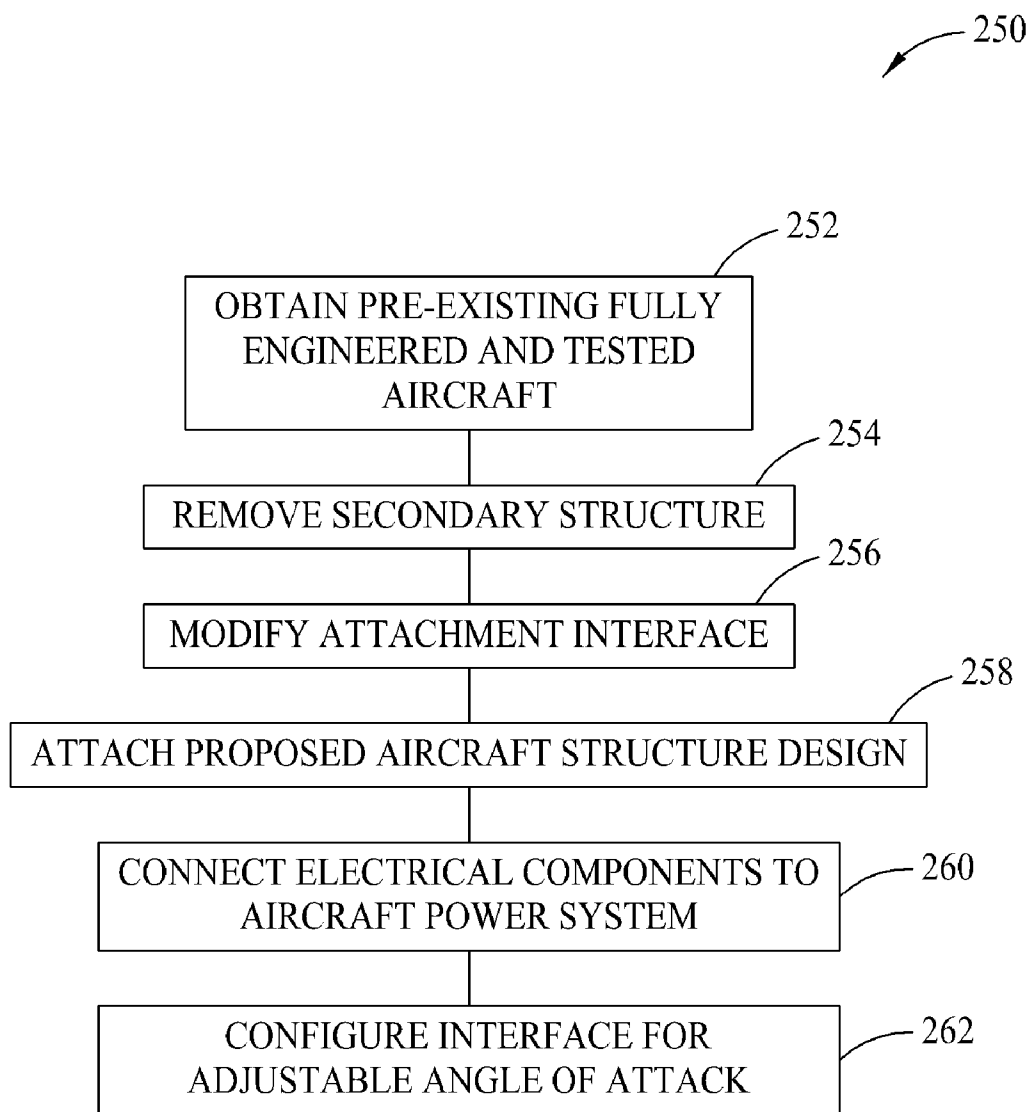 250
252
OBTAIN PRE-EXISTING FULLY
ENGINEERED AND TESTED
AIRCRAFT
254
REMOVE SECONDARY STRUCTURE
256
MODIFY ATTACHMENT INTERFACE
258
ATTACH PROPOSED AIRCRAFT STRUCTURE DESIGN
CONNECT ELECTRICAL COMPONENTS TO
AIRCRAFT POWER SYSTEM
260
CONFIGURE INTERFACE FOR
ADJUSTABLE ANGLE OF ATTACK
262